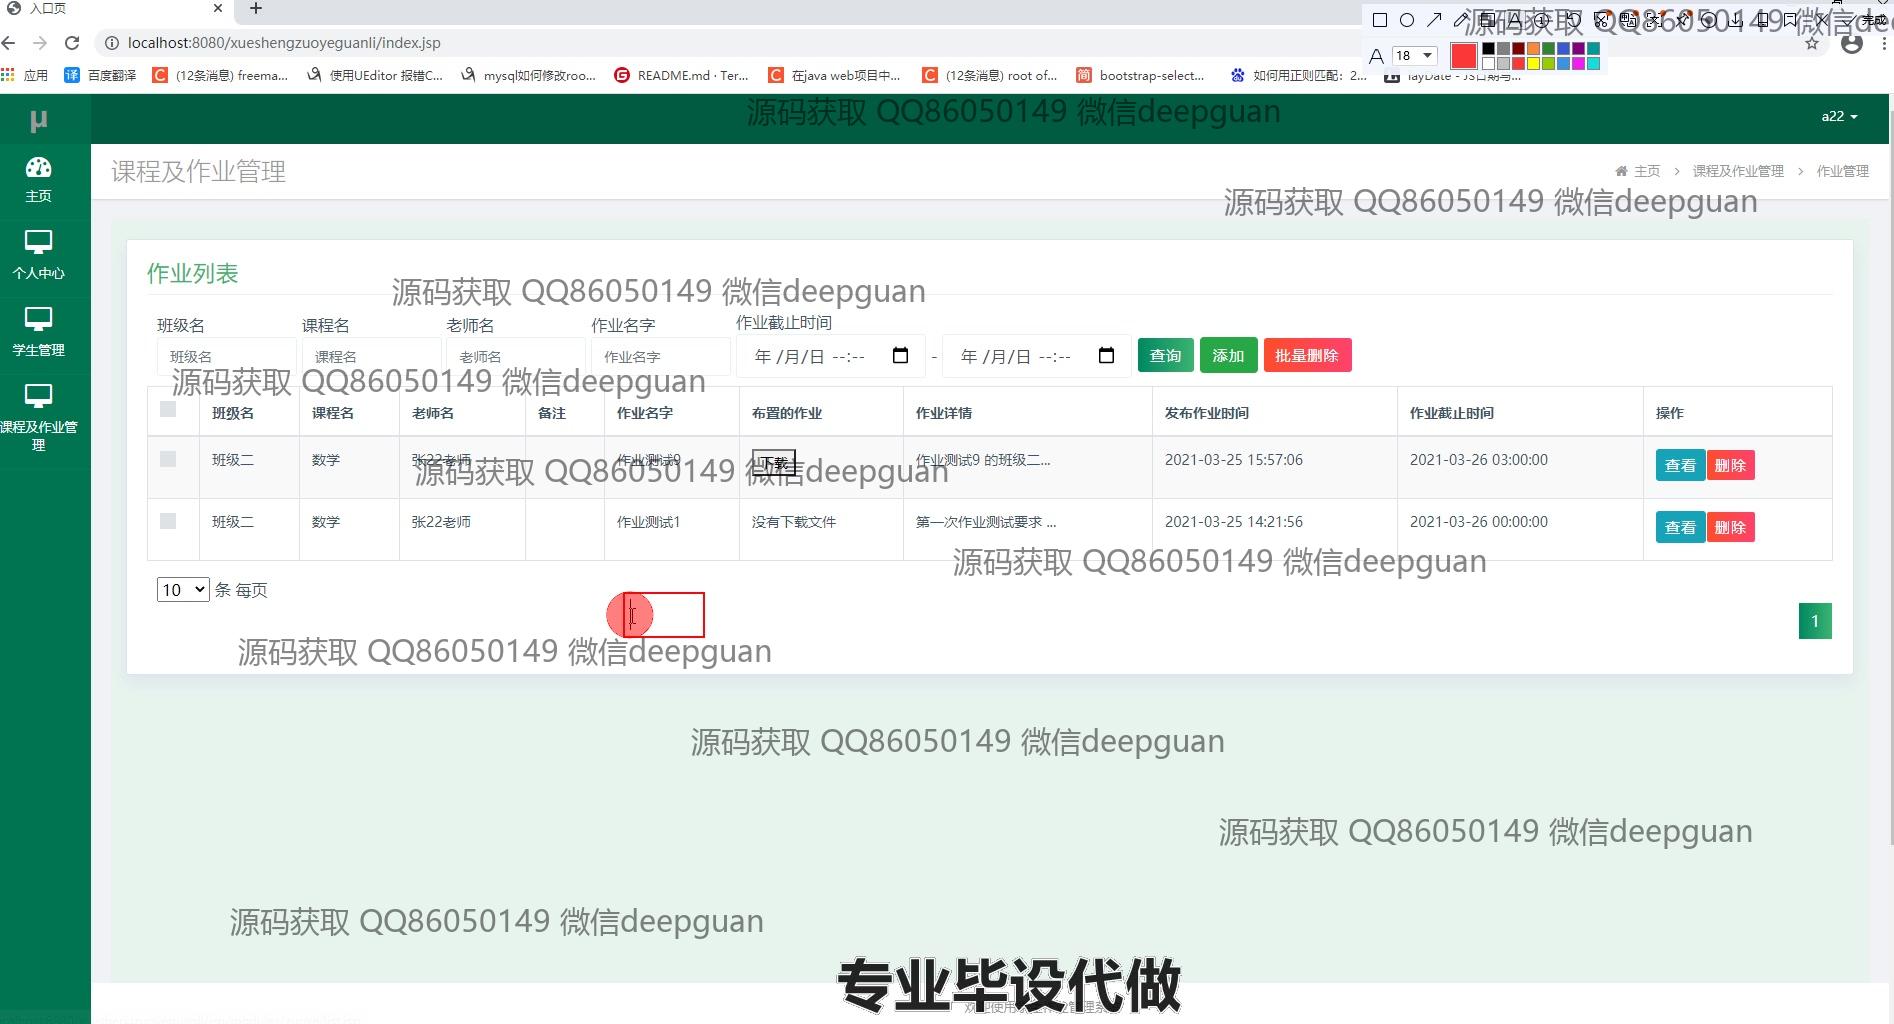 入口页
localhost:8080/xueshengzuoyeguanli/index.jsp
完成
18
应用 百度翻译 (12条消息) freema... 使用UEditor 报错C... mysql如何修改roo... README.md · Ter... 在java web项目中... (12条消息) root of... bootstrap-select... 如何用正则匹配：2... layDate - JS日期与...
源码获取 QQ86050149 微信deepguan
μ
a22
主页
个人中心
学生管理
课程及作业管理
课程及作业管理
主页 > 课程及作业管理 > 作业管理
源码获取 QQ86050149 微信deepguan
作业列表
源码获取 QQ86050149 微信deepguan
班级名 课程名 老师名 作业名字 作业截止时间
班级名 课程名 老师名 作业名字 年 /月/日 --:-- - 年 /月/日 --:-- 查询 添加 批量删除
源码获取 QQ86050149 微信deepguan
班级名 课程名 老师名 备注 作业名字 布置的作业 作业详情 发布作业时间 作业截止时间 操作
班级二 数学 张22老师 作业测试9 下载 作业测试9 的班级二... 2021-03-25 15:57:06 2021-03-26 03:00:00 查看 删除
源码获取 QQ86050149 微信deepguan
班级二 数学 张22老师 作业测试1 没有下载文件 第一次作业测试要求 ... 2021-03-25 14:21:56 2021-03-26 00:00:00 查看 删除
源码获取 QQ86050149 微信deepguan
10 条 每页
1
源码获取 QQ86050149 微信deepguan
源码获取 QQ86050149 微信deepguan
源码获取 QQ86050149 微信deepguan
源码获取 QQ86050149 微信deepguan
专业毕设代做